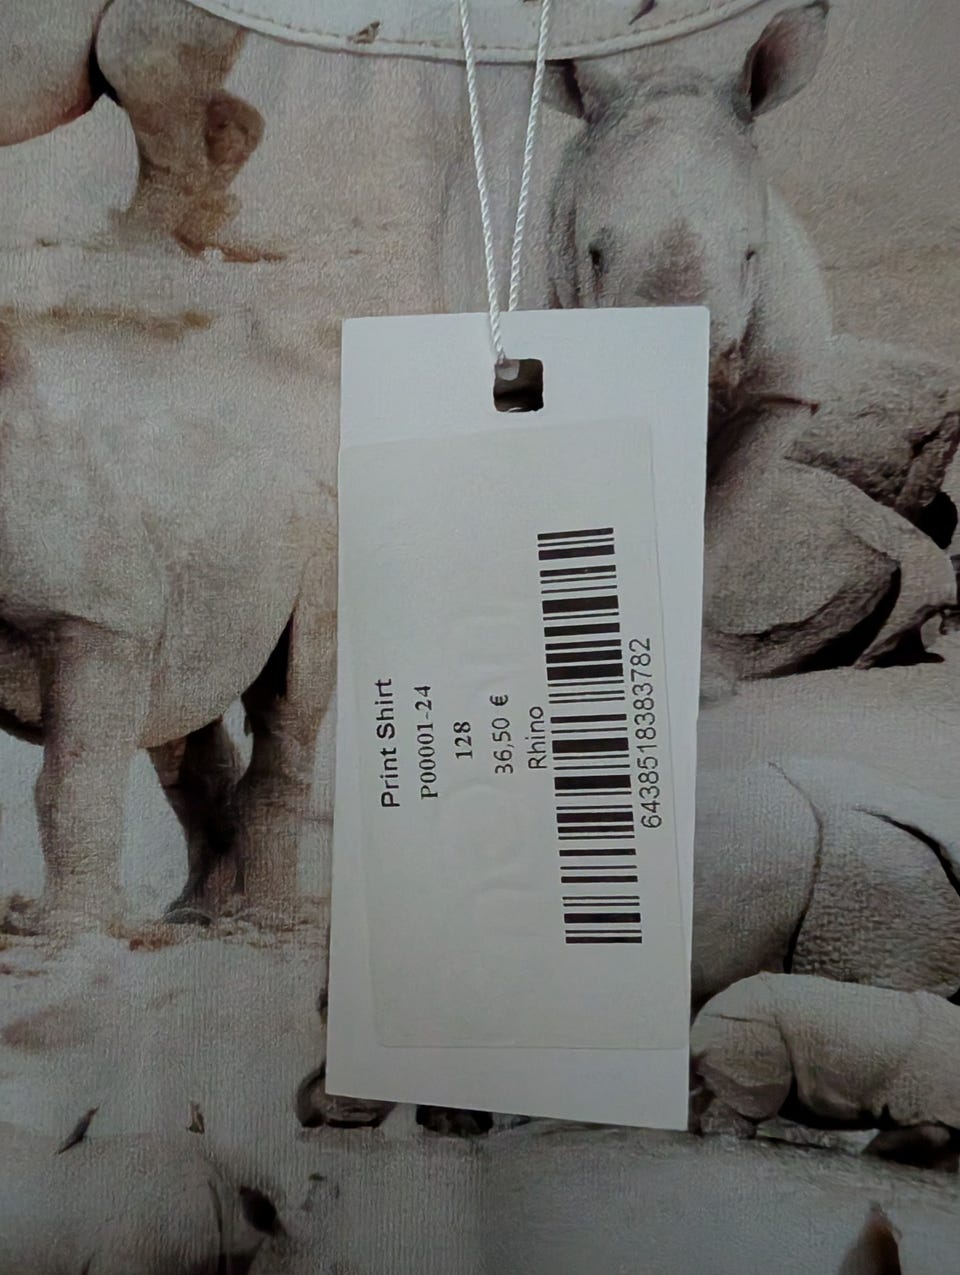 Print Shirt
P00001-24
128
36,50 €
Rhino
6438518383782